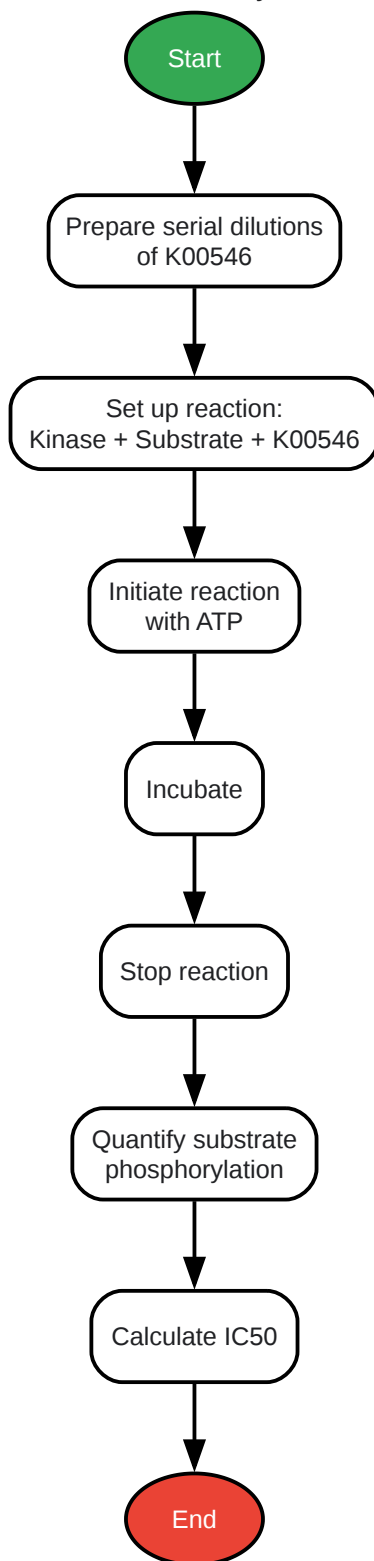 Start
Prepare serial dilutions
of K00546
Set up reaction:
Kinase + Substrate + K00546
Initiate reaction
with ATP
Incubate
Stop reaction
Quantify substrate
phosphorylation
Calculate IC50
End